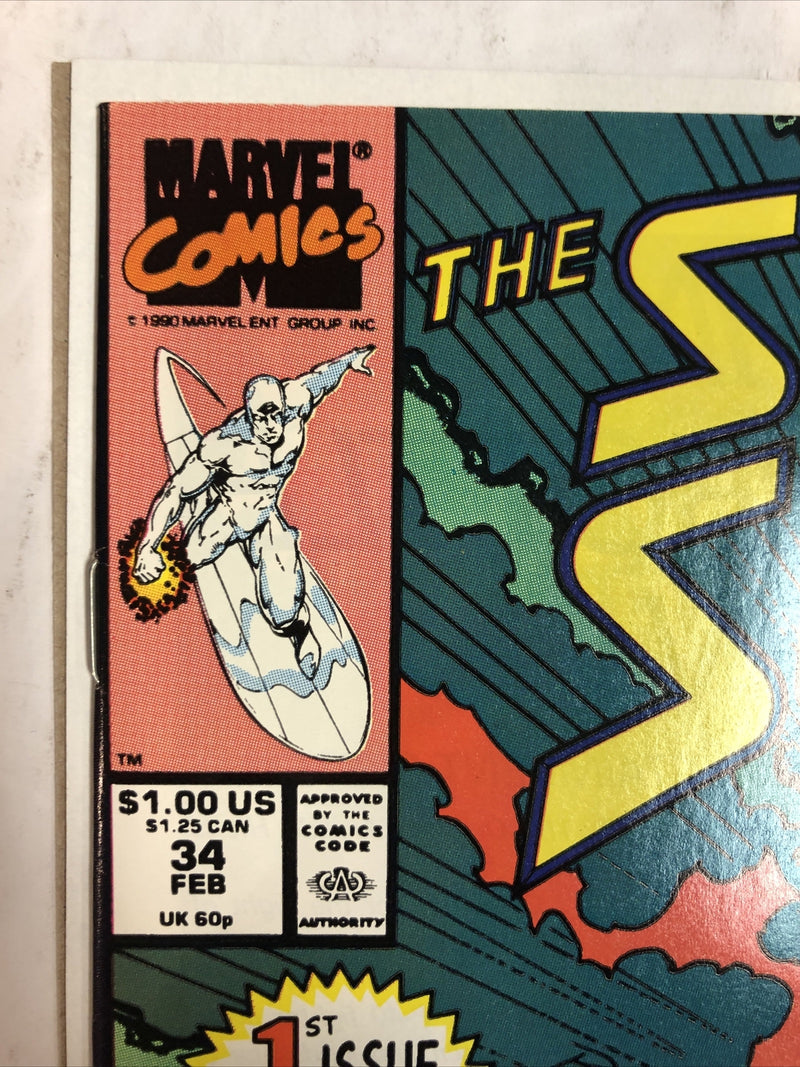 MARVEL®
COMICS
M
© 1990 MARVEL ENT GROUP INC.
THE S
S
TM
$1.00 US
$1.25 CAN
34
FEB
UK 60p
APPROVED
BY THE
COMICS
CODE
CA
AUTHORITY
1ST
ISSUE